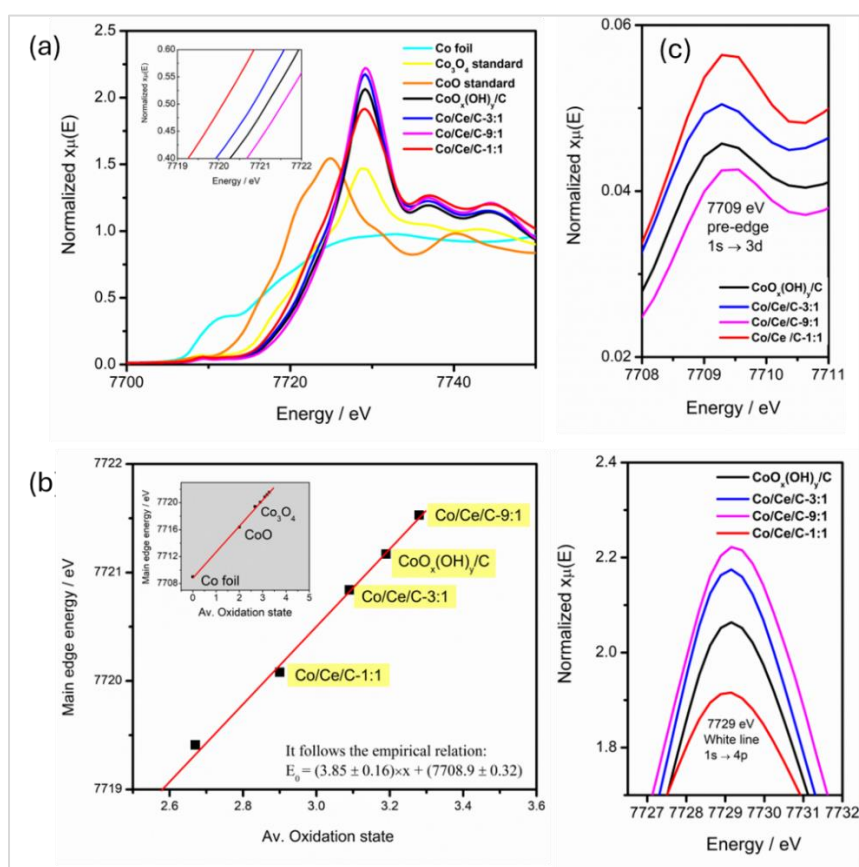 (a)
Normalized xμ(E)
2.5
2.0
1.5
1.0
0.5
0.0
7700
7720
7740
Energy / eV
Co foil
Co₃O₄ standard
CoO standard
CoOₓ(OH)ᵧ/C
Co/Ce/C-3:1
Co/Ce/C-9:1
Co/Ce/C-1:1
Normalized xμ(E)
0.60
0.55
0.50
0.45
0.40
7719
7720
7721
7722
Energy / eV
(c)
Normalized xμ(E)
0.06
0.04
0.02
7709 eV
pre-edge
1s → 3d
CoOₓ(OH)ᵧ/C
Co/Ce/C-3:1
Co/Ce/C-9:1
Co/Ce /C-1:1
7708
7709
7710
7711
Energy / eV
(b)
Main edge energy / eV
7722
7721
7720
7719
2.6
2.8
3.0
3.2
3.4
3.6
Av. Oxidation state
Main edge energy / eV
7720
7716
7712
7708
Co₃O₄
CoO
Co foil
0
1
2
3
4
5
Av. Oxidation state
Co/Ce/C-9:1
CoOₓ(OH)ᵧ/C
Co/Ce/C-3:1
Co/Ce/C-1:1
It follows the empirical relation:
E₀ = (3.85 ± 0.16)×x + (7708.9 ± 0.32)
Normalized xμ(E)
2.4
2.2
2.0
1.8
CoOₓ(OH)ᵧ/C
Co/Ce/C-3:1
Co/Ce/C-9:1
Co/Ce/C-1:1
7729 eV
White line
1s → 4p
7727
7728
7729
7730
7731
7732
Energy / eV